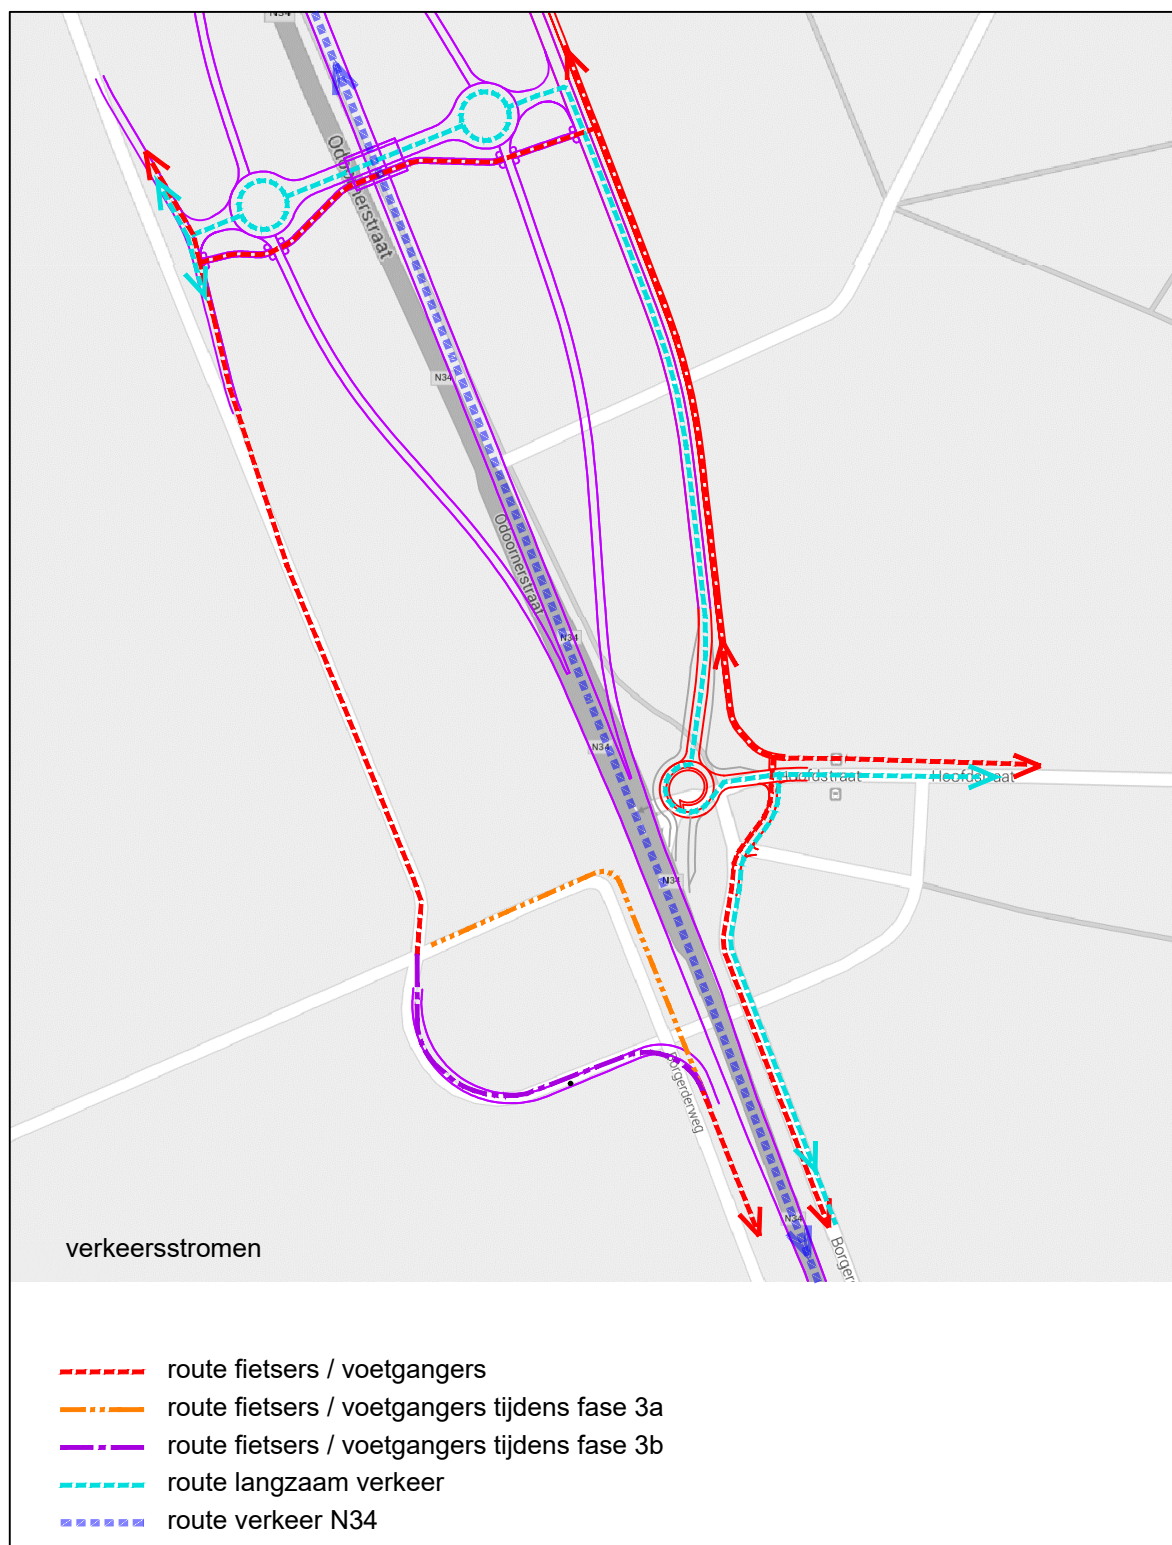 N34
Odoornerstraat
N34
Odoornerstraat
N34
N34
Hoofdstraat
Hoofdstraat
N34
Borgerderweg
N34
verkeersstromen
route fietsers / voetgangers
route fietsers / voetgangers tijdens fase 3a
route fietsers / voetgangers tijdens fase 3b
route langzaam verkeer
route verkeer N34